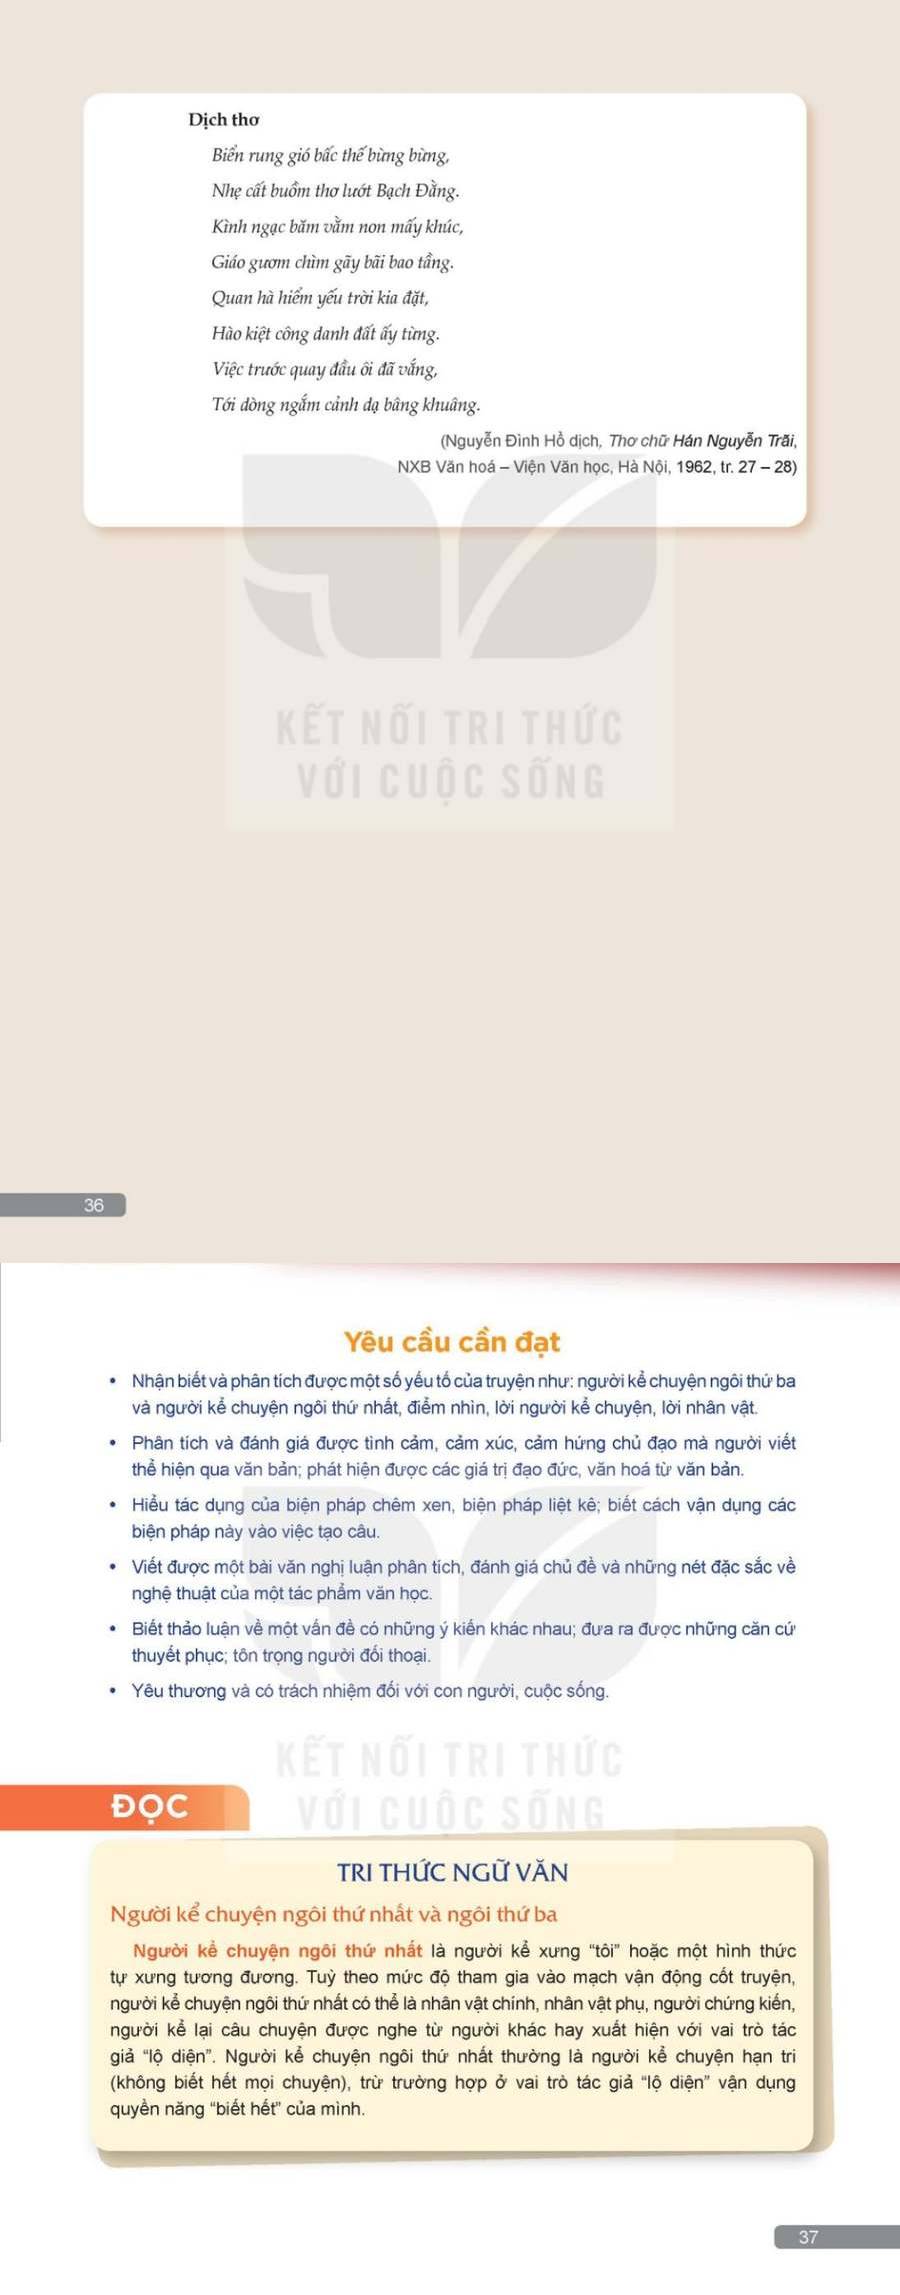 Dịch thơ
Biển rung gió bấc thế bừng bừng,
Nhẹ cất buồm thơ lướt Bạch Đằng.
Kình ngạc băm vằm non mấy khúc,
Giáo gươm chìm gãy bãi bao tầng.
Quan hà hiểm yếu trời kia đặt,
Hào kiệt công danh đất ấy từng.
Việc trước quay đầu ôi đã vắng,
Tới dòng ngắm cảnh dạ bâng khuâng.
(Nguyễn Đình Hồ dịch, Thơ chữ Hán Nguyễn Trãi,
NXB Văn hoá – Viện Văn học, Hà Nội, 1962, tr. 27 – 28)
KẾT NỐI TRI THỨC
VỚI CUỘC SỐNG
36
Yêu cầu cần đạt
• Nhận biết và phân tích được một số yếu tố của truyện như: người kể chuyện ngôi thứ ba
và người kể chuyện ngôi thứ nhất, điểm nhìn, lời người kể chuyện, lời nhân vật.
• Phân tích và đánh giá được tình cảm, cảm xúc, cảm hứng chủ đạo mà người viết
thể hiện qua văn bản; phát hiện được các giá trị đạo đức, văn hoá từ văn bản.
• Hiểu tác dụng của biện pháp chêm xen, biện pháp liệt kê; biết cách vận dụng các
biện pháp này vào việc tạo câu.
• Viết được một bài văn nghị luận phân tích, đánh giá chủ đề và những nét đặc sắc về
nghệ thuật của một tác phẩm văn học.
• Biết thảo luận về một vấn đề có những ý kiến khác nhau; đưa ra được những căn cứ
thuyết phục; tôn trọng người đối thoại.
• Yêu thương và có trách nhiệm đối với con người, cuộc sống.
KẾT NỐI TRI THỨC
VỚI CUỘC SỐNG
ĐỌC
TRI THỨC NGỮ VĂN
Người kể chuyện ngôi thứ nhất và ngôi thứ ba
Người kể chuyện ngôi thứ nhất là người kể xưng “tôi” hoặc một hình thức
tự xưng tương đương. Tuỳ theo mức độ tham gia vào mạch vận động cốt truyện,
người kể chuyện ngôi thứ nhất có thể là nhân vật chính, nhân vật phụ, người chứng kiến,
người kể lại câu chuyện được nghe từ người khác hay xuất hiện với vai trò tác
giả “lộ diện”. Người kể chuyện ngôi thứ nhất thường là người kể chuyện hạn tri
(không biết hết mọi chuyện), trừ trường hợp ở vai trò tác giả “lộ diện” vận dụng
quyền năng “biết hết” của mình.
37